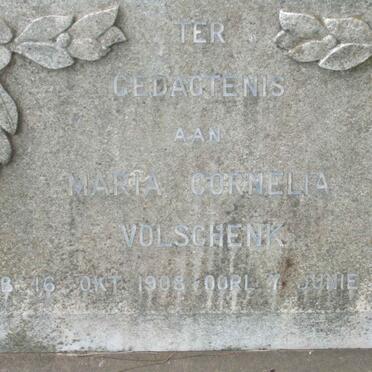 TER
GEDAGTENIS
AAN
MARIA CORNELIA
VOLSCHENK.
16 OKT. 1908 OORL. 7 JUNIE